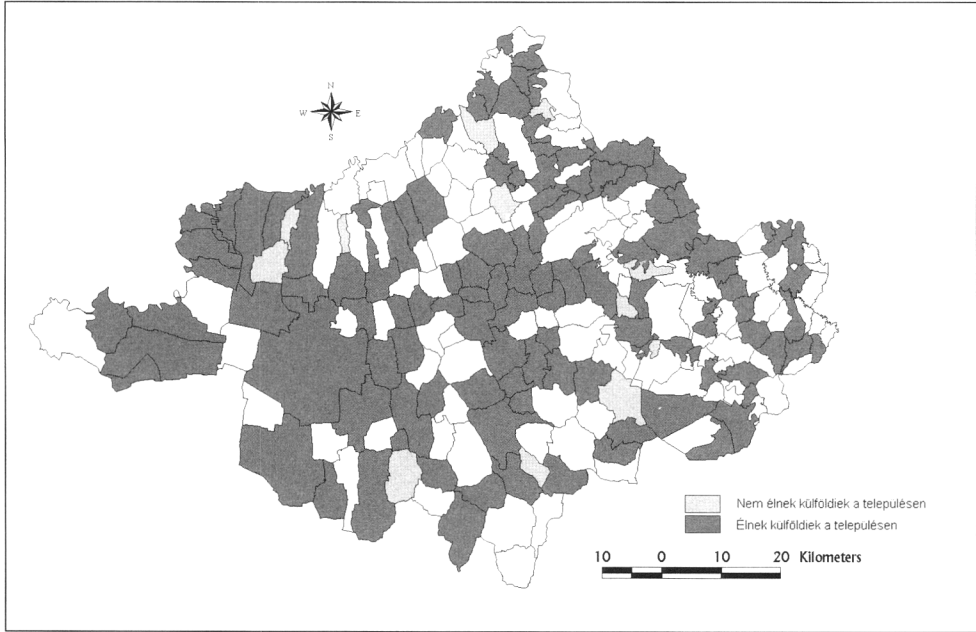 N
W E
S
Nem élnek külföldiek a településen
Élnek külföldiek a településen
10 0 10 20 Kilometers